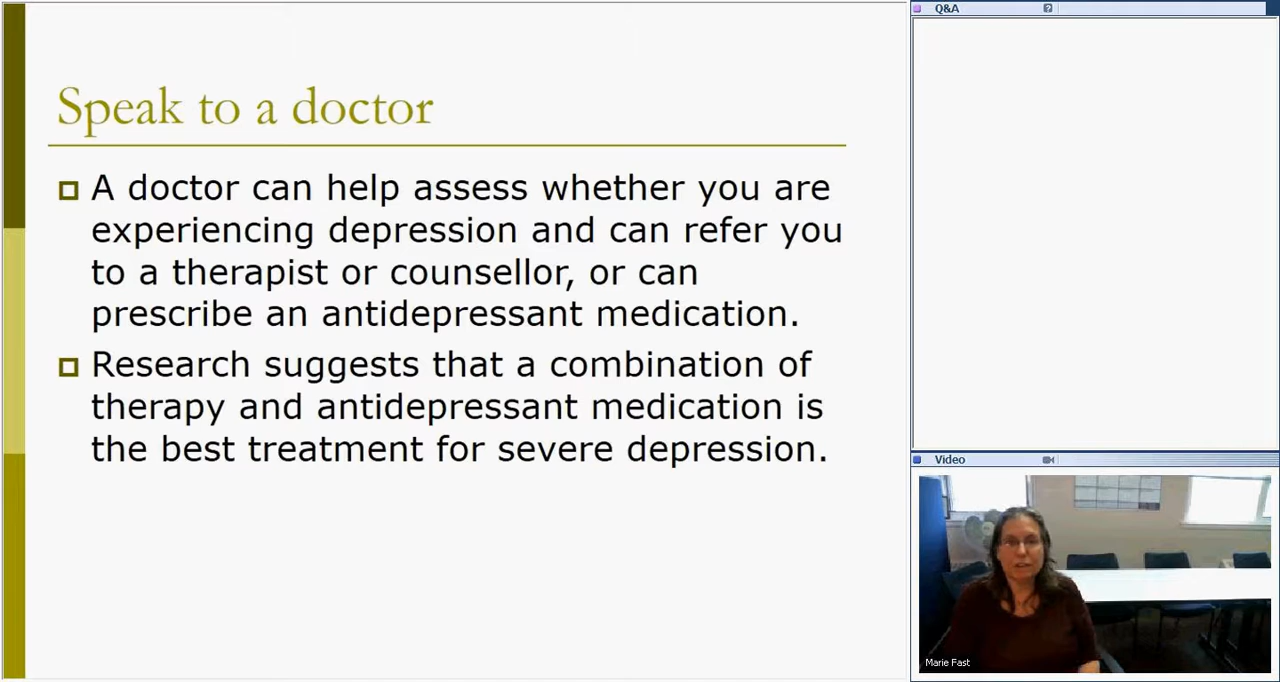 Speak to a doctor
A doctor can help assess whether you are
experiencing depression and can refer you
to a therapist or counsellor, or can
prescribe an antidepressant medication.
Research suggests that a combination of
therapy and antidepressant medication is
the best treatment for severe depression.
Q&A
?
Video
Marie Fast